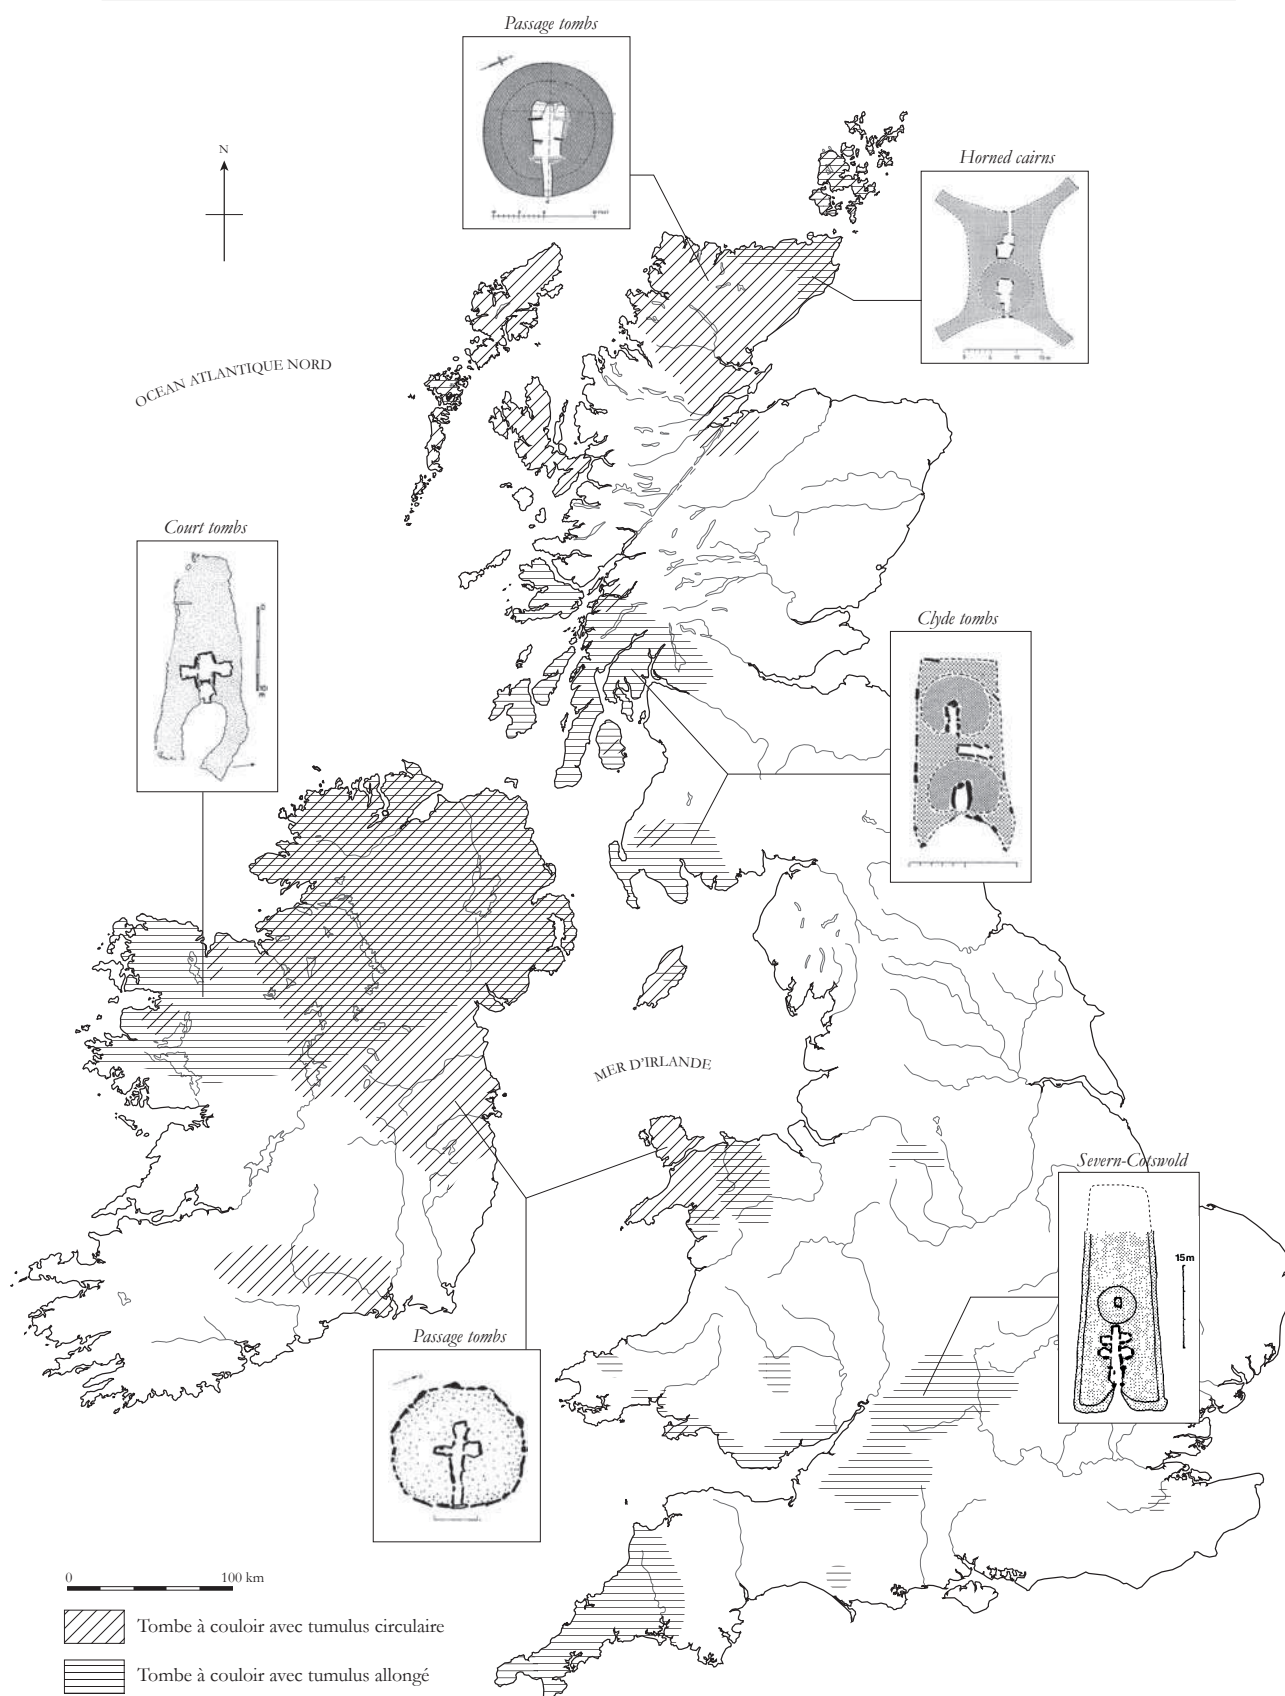 Passage tombs
N
Horned cairns
OCEAN ATLANTIQUE NORD
Court tombs
Clyde tombs
MER D'IRLANDE
Severn-Cotswold
15m
Passage tombs
0 100 km
Tombe à couloir avec tumulus circulaire
Tombe à couloir avec tumulus allongé